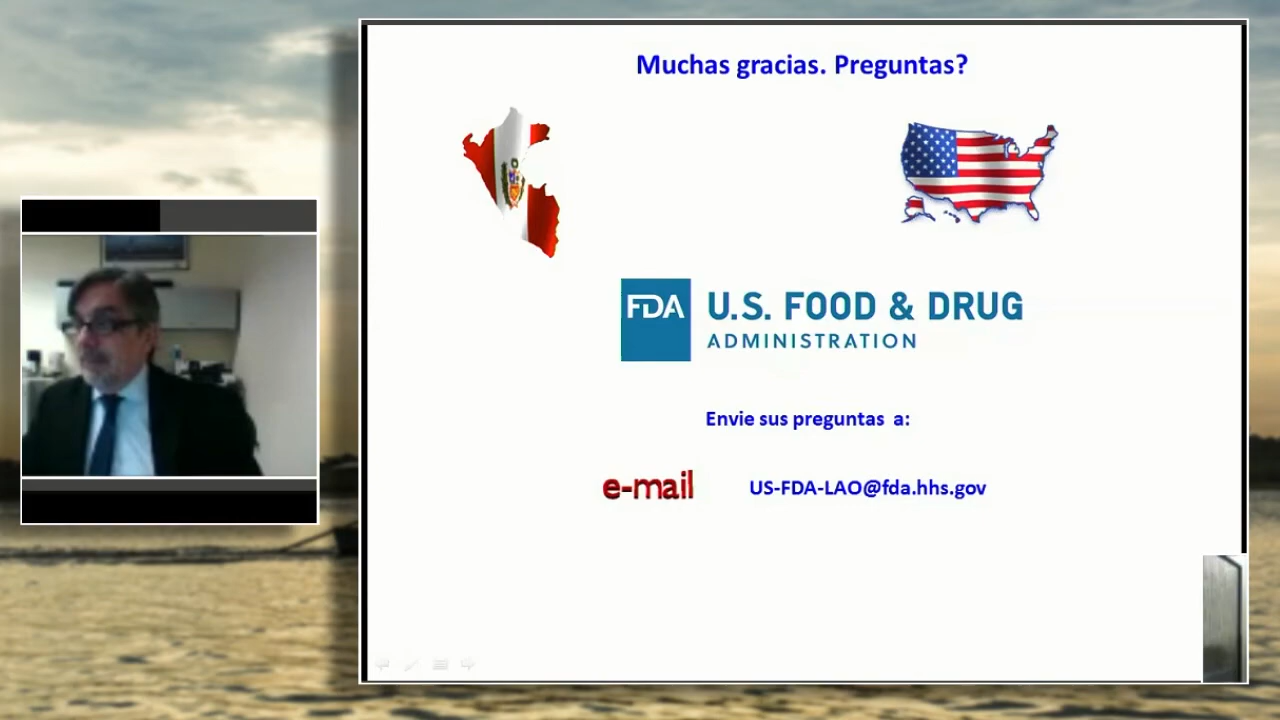 Muchas gracias. Preguntas?
FDA U.S. FOOD & DRUG
ADMINISTRATION
Envie sus preguntas a:
e-mail US-FDA-LAO@fda.hhs.gov